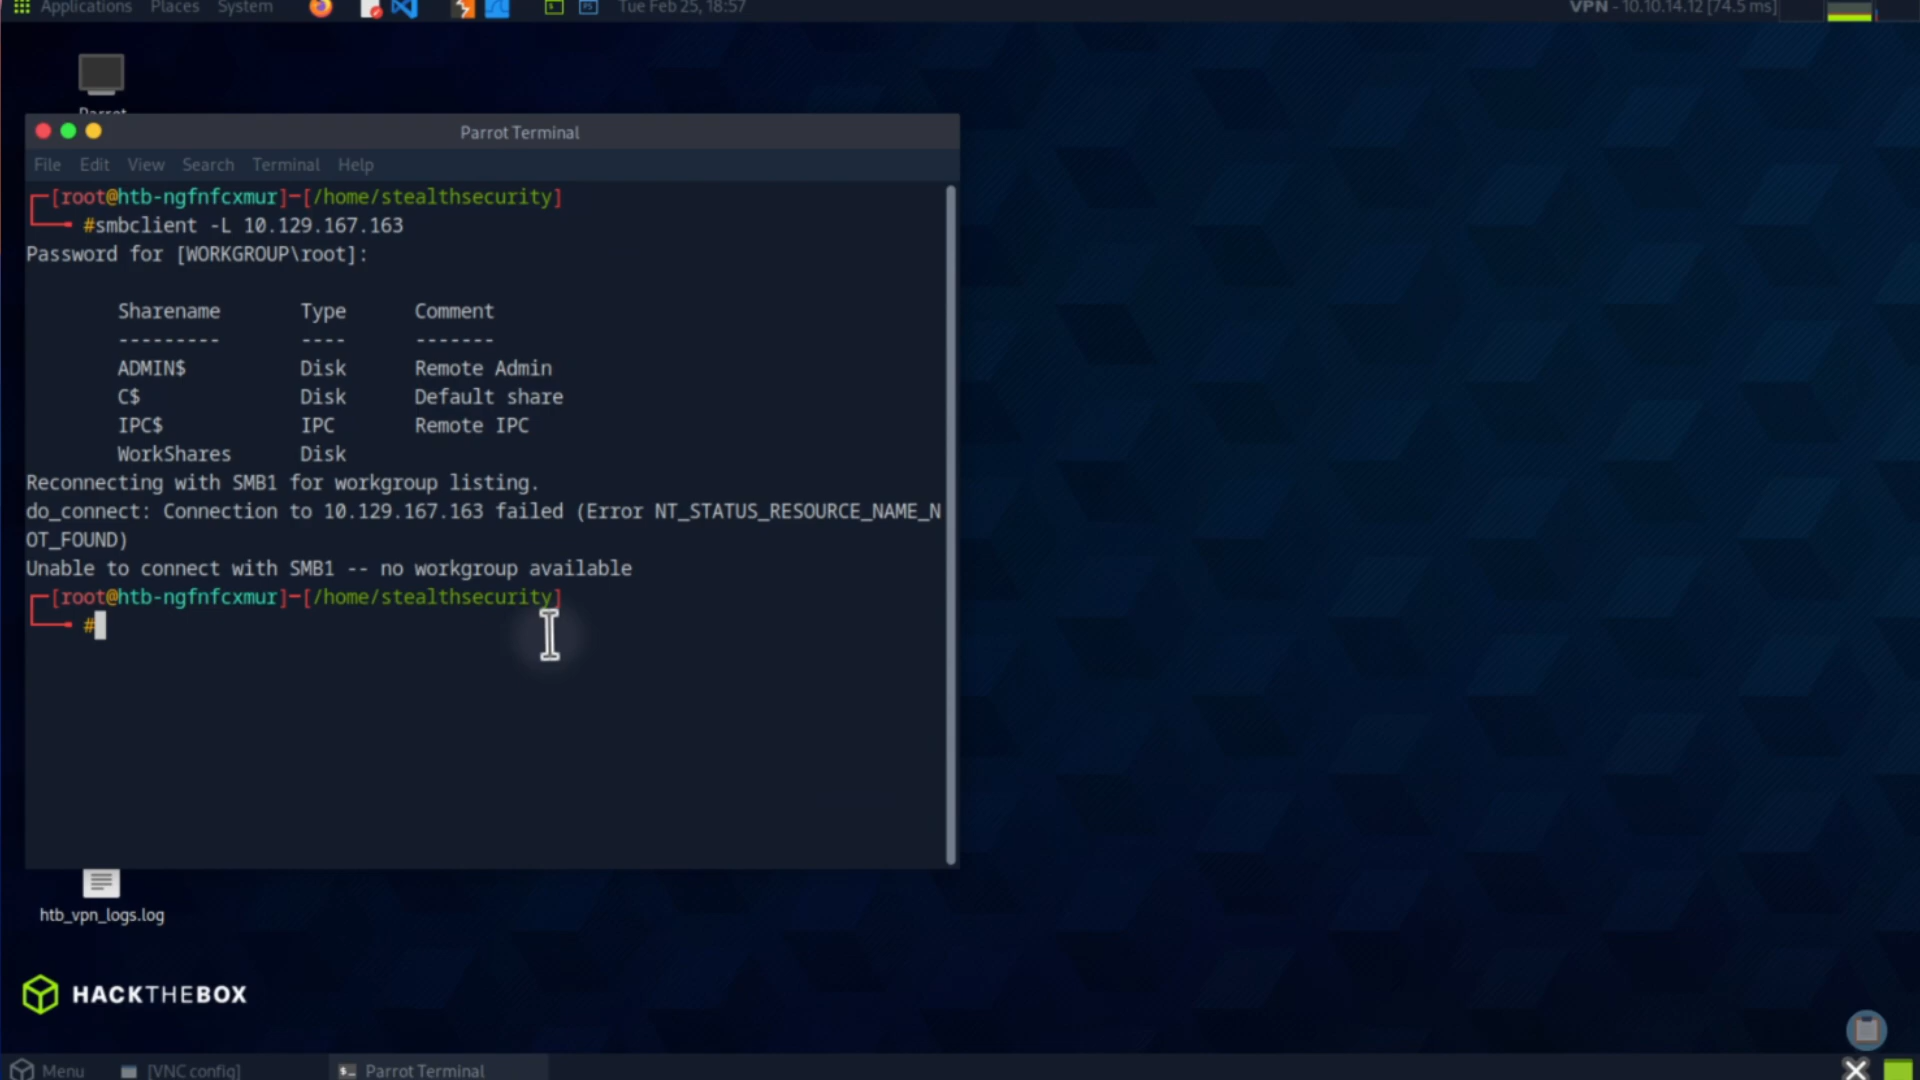 Applications Places System Tue Feb 25, 18:57 VPN - 10.10.14.12 [74.5 ms]
Parrot
Parrot Terminal
File Edit View Search Terminal Help
[root@htb-ngfnfcxmur]-[/home/stealthsecurity]
#smbclient -L 10.129.167.163
Password for [WORKGROUP\root]:
Sharename Type Comment
--------- ---- -------
ADMIN$ Disk Remote Admin
C$ Disk Default share
IPC$ IPC Remote IPC
WorkShares Disk
Reconnecting with SMB1 for workgroup listing.
do_connect: Connection to 10.129.167.163 failed (Error NT_STATUS_RESOURCE_NAME_N
OT_FOUND)
Unable to connect with SMB1 -- no workgroup available
[root@htb-ngfnfcxmur]-[/home/stealthsecurity]
#
htb_vpn_logs.log
HACKTHEBOX
Menu [VNC config] Parrot Terminal